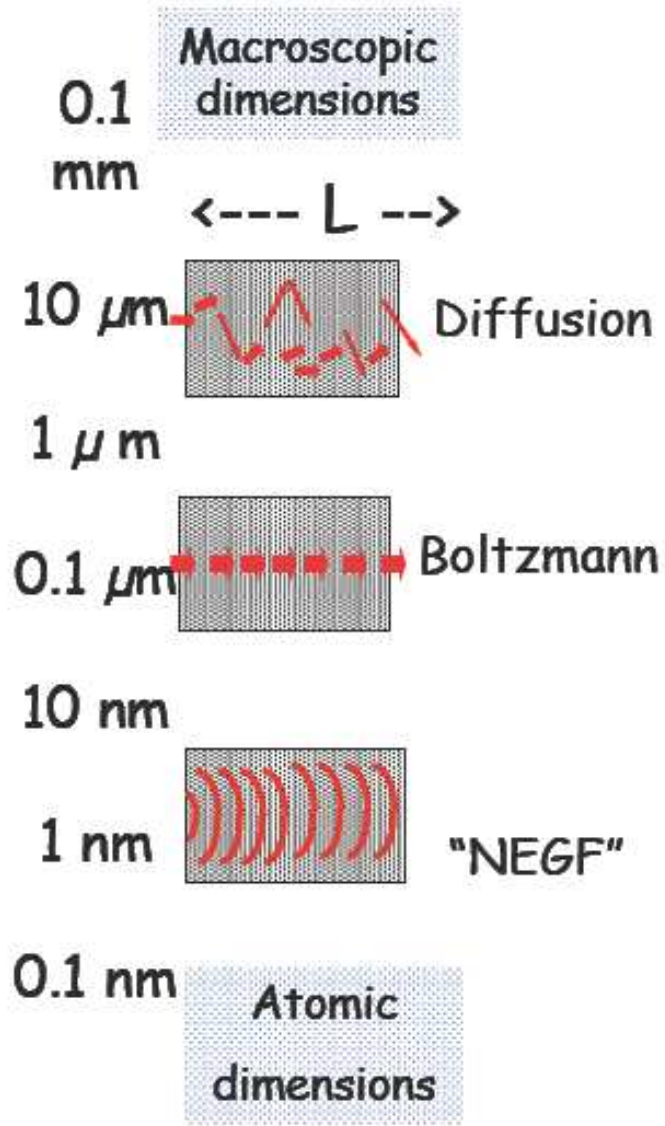 Macroscopic
dimensions
0.1
mm
<--- L -->
10 μm
Diffusion
1 μm
0.1 μm
Boltzmann
10 nm
1 nm
“NEGF”
0.1 nm
Atomic
dimensions